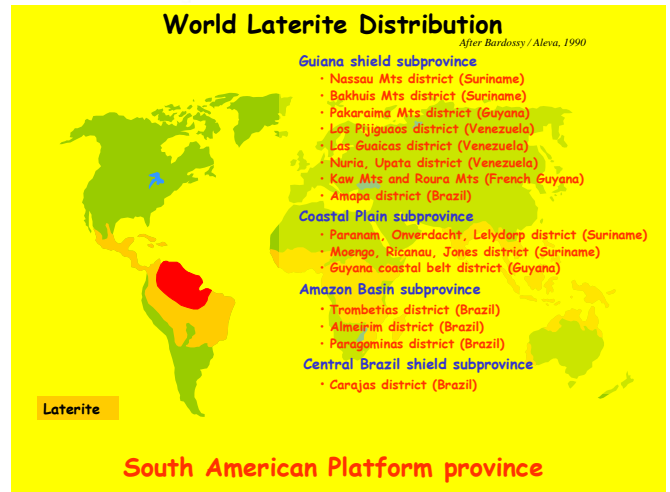 World Laterite Distribution
After Bardossy / Aleva, 1990
Guiana shield subprovince
• Nassau Mts district (Suriname)
• Bakhuis Mts district (Suriname)
• Pakaraima Mts district (Guyana)
• Los Pijiguaos district (Venezuela)
• Las Guaicas district (Venezuela)
• Nuria, Upata district (Venezuela)
• Kaw Mts and Roura Mts (French Guyana)
• Amapa district (Brazil)
Coastal Plain subprovince
• Paranam, Onverdacht, Lelydorp district (Suriname)
• Moengo, Ricanau, Jones district (Suriname)
• Guyana coastal belt district (Guyana)
Amazon Basin subprovince
• Trombetias district (Brazil)
• Almeirim district (Brazil)
• Paragominas district (Brazil)
Central Brazil shield subprovince
• Carajas district (Brazil)
Laterite
South American Platform province